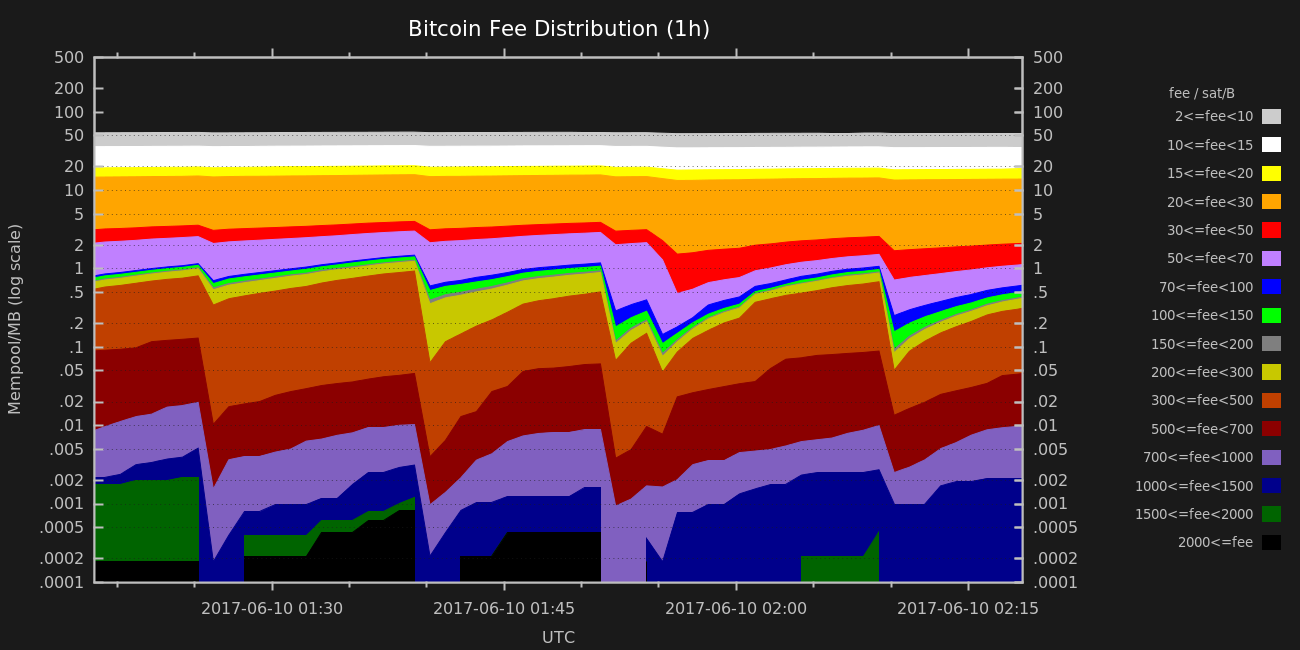 Bitcoin Fee Distribution (1h)
500
200
100
50
20
10
5
2
1
.5
.2
.1
.05
.02
.01
.005
.002
.001
.0005
.0002
.0001
Mempool/MB (log scale)
500
200
100
50
20
10
5
2
1
.5
.2
.1
.05
.02
.01
.005
.002
.001
.0005
.0002
.0001
2017-06-10 01:30 2017-06-10 01:45 2017-06-10 02:00 2017-06-10 02:15
UTC
fee / sat/B
2<=fee<10
10<=fee<15
15<=fee<20
20<=fee<30
30<=fee<50
50<=fee<70
70<=fee<100
100<=fee<150
150<=fee<200
200<=fee<300
300<=fee<500
500<=fee<700
700<=fee<1000
1000<=fee<1500
1500<=fee<2000
2000<=fee